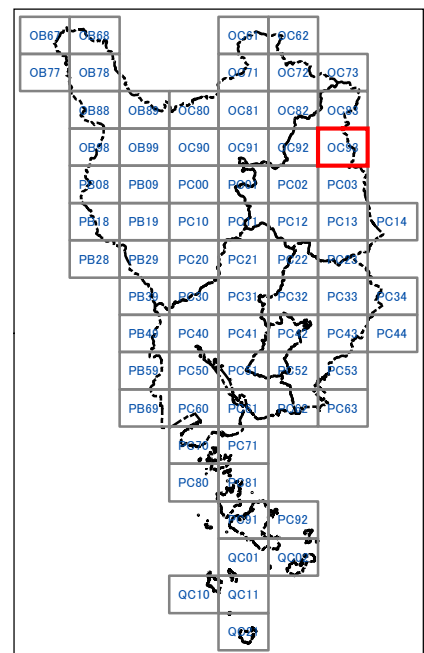 OB67 OB68 OC61 OC62
OB77 OB78 OC71 OC72 OC73
OB88 OB89 OC80 OC81 OC82 OC83
OB98 OB99 OC90 OC91 OC92 OC93
PB08 PB09 PC00 PC01 PC02 PC03
PB18 PB19 PC10 PC11 PC12 PC13 PC14
PB28 PB29 PC20 PC21 PC22 PC23
PB39 PC30 PC31 PC32 PC33 PC34
PB49 PC40 PC41 PC42 PC43 PC44
PB59 PC50 PC51 PC52 PC53
PB69 PC60 PC61 PC62 PC63
PC70 PC71
PC80 PC81
PC91 PC92
QC01 QC02
QC10 QC11
QC21